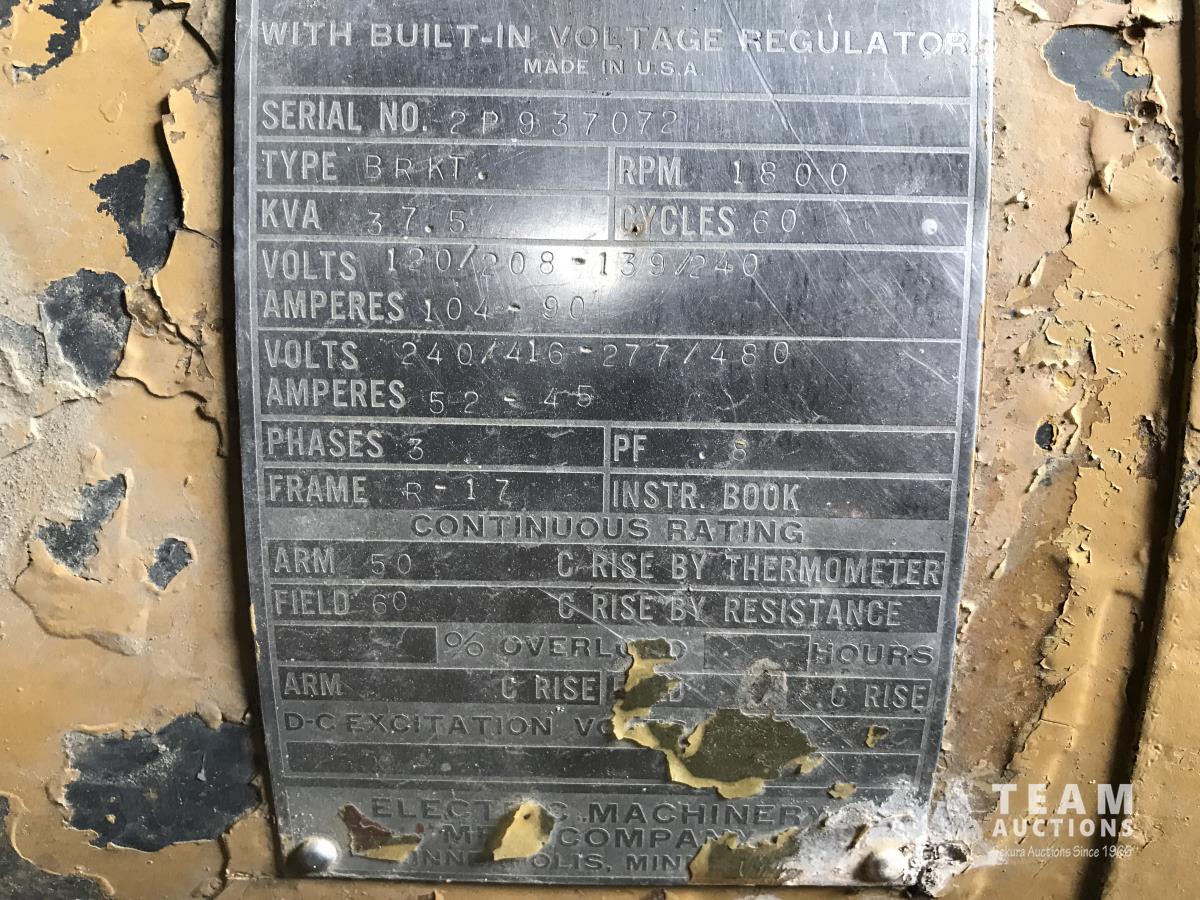 WITH BUILT-IN VOLTAGE REGULATOR
MADE IN U.S.A.
SERIAL NO. 2P937072
TYPE BRKT. RPM 1800
KVA 37.5 CYCLES 60
VOLTS 120/208-139/240
AMPERES 104-90
VOLTS 240/416-277/480
AMPERES 52-45
PHASES 3 PF .8
FRAME R-17 INSTR. BOOK
CONTINUOUS RATING
ARM 50 C RISE BY THERMOMETER
FIELD 60 C RISE BY RESISTANCE
% HOURS
ARM C RISE C RISE
D-C EXCITATION
MACHINERY
COMPANY
MINN
TEAM
AUCTIONS
Auctions Since 1966